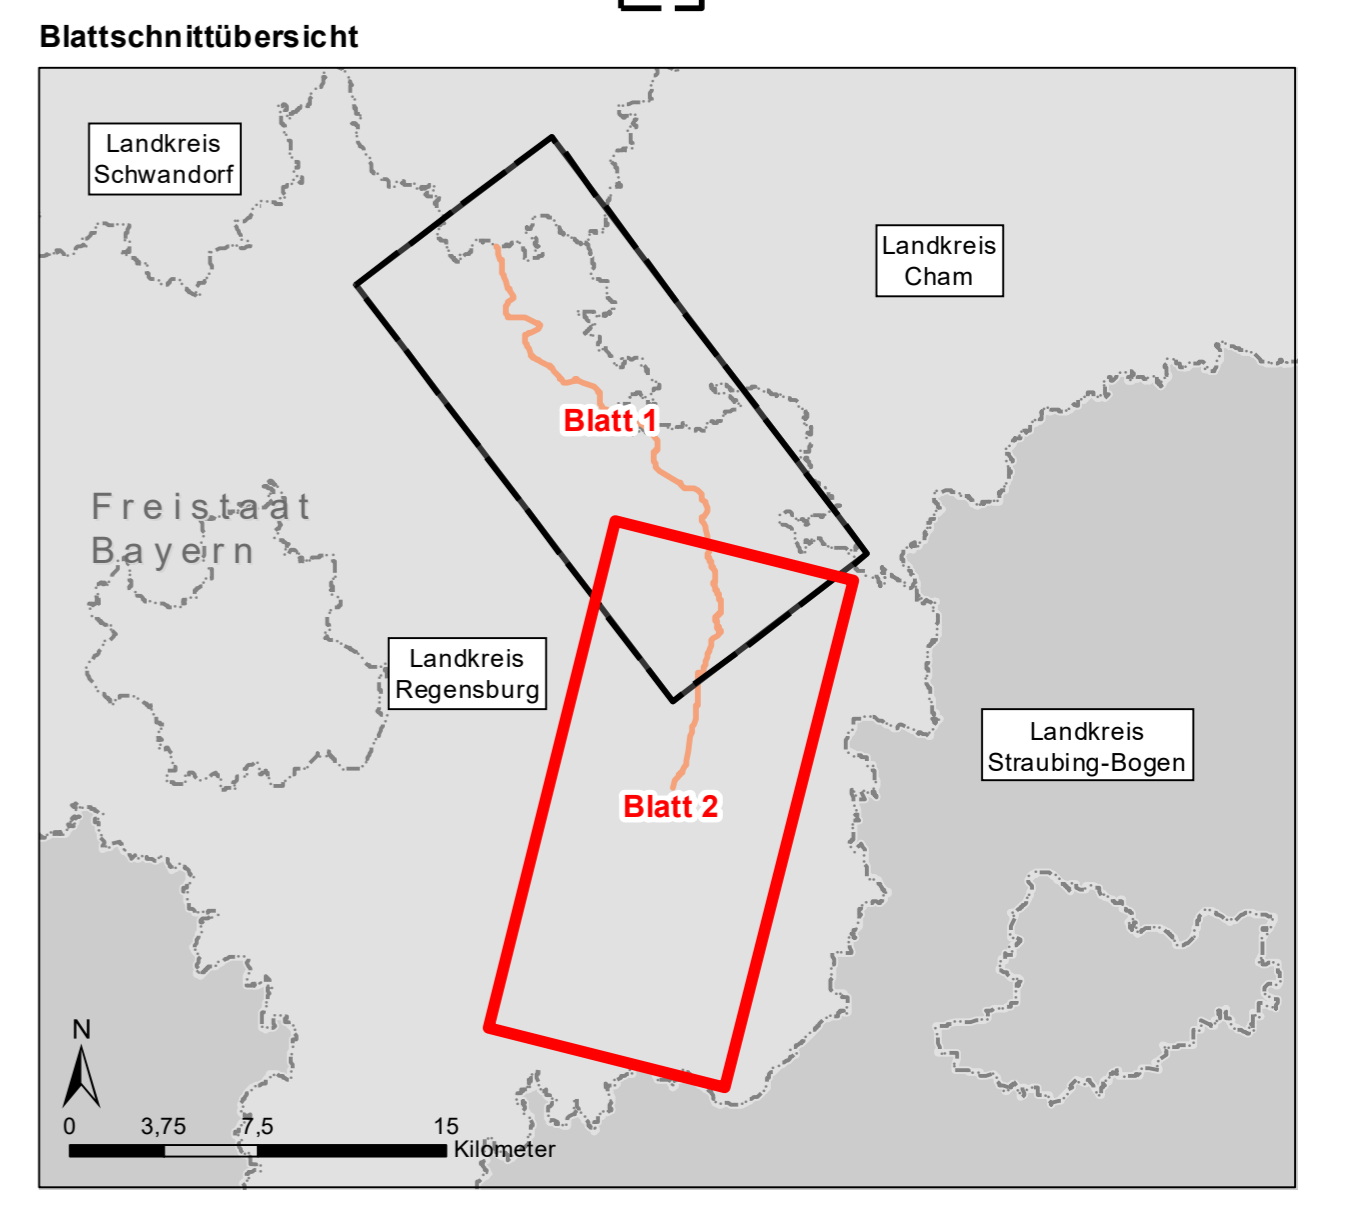 Blattschnittübersicht
Landkreis
Schwandorf
Landkreis
Cham
Blatt 1
Freistaat
Bayern
Landkreis
Regensburg
Landkreis
Straubing-Bogen
Blatt 2
N
0 3,75 7,5 15
Kilometer